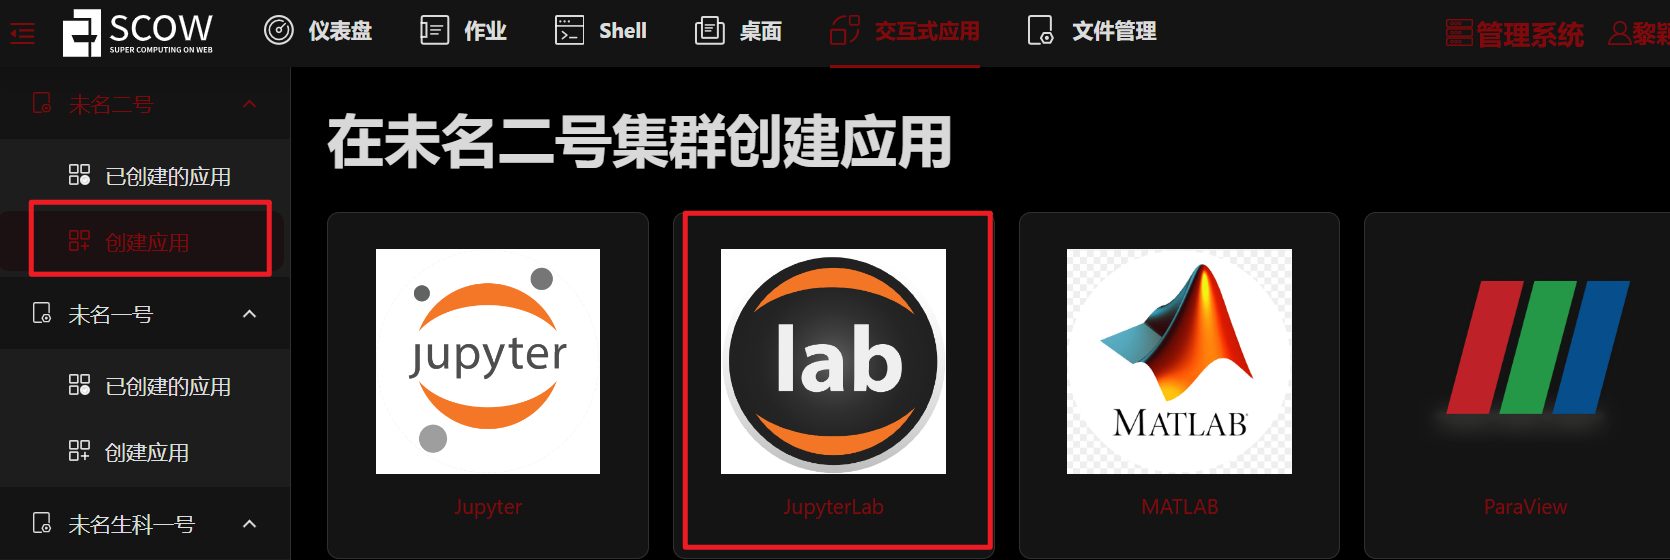 SCOW
SUPER COMPUTING ON WEB
仪表盘
作业
Shell
桌面
交互式应用
文件管理
管理系统
黎
未名二号
已创建的应用
创建应用
未名一号
已创建的应用
创建应用
未名生科一号
在未名二号集群创建应用
jupyter
Jupyter
lab
JupyterLab
MATLAB
MATLAB
ParaView